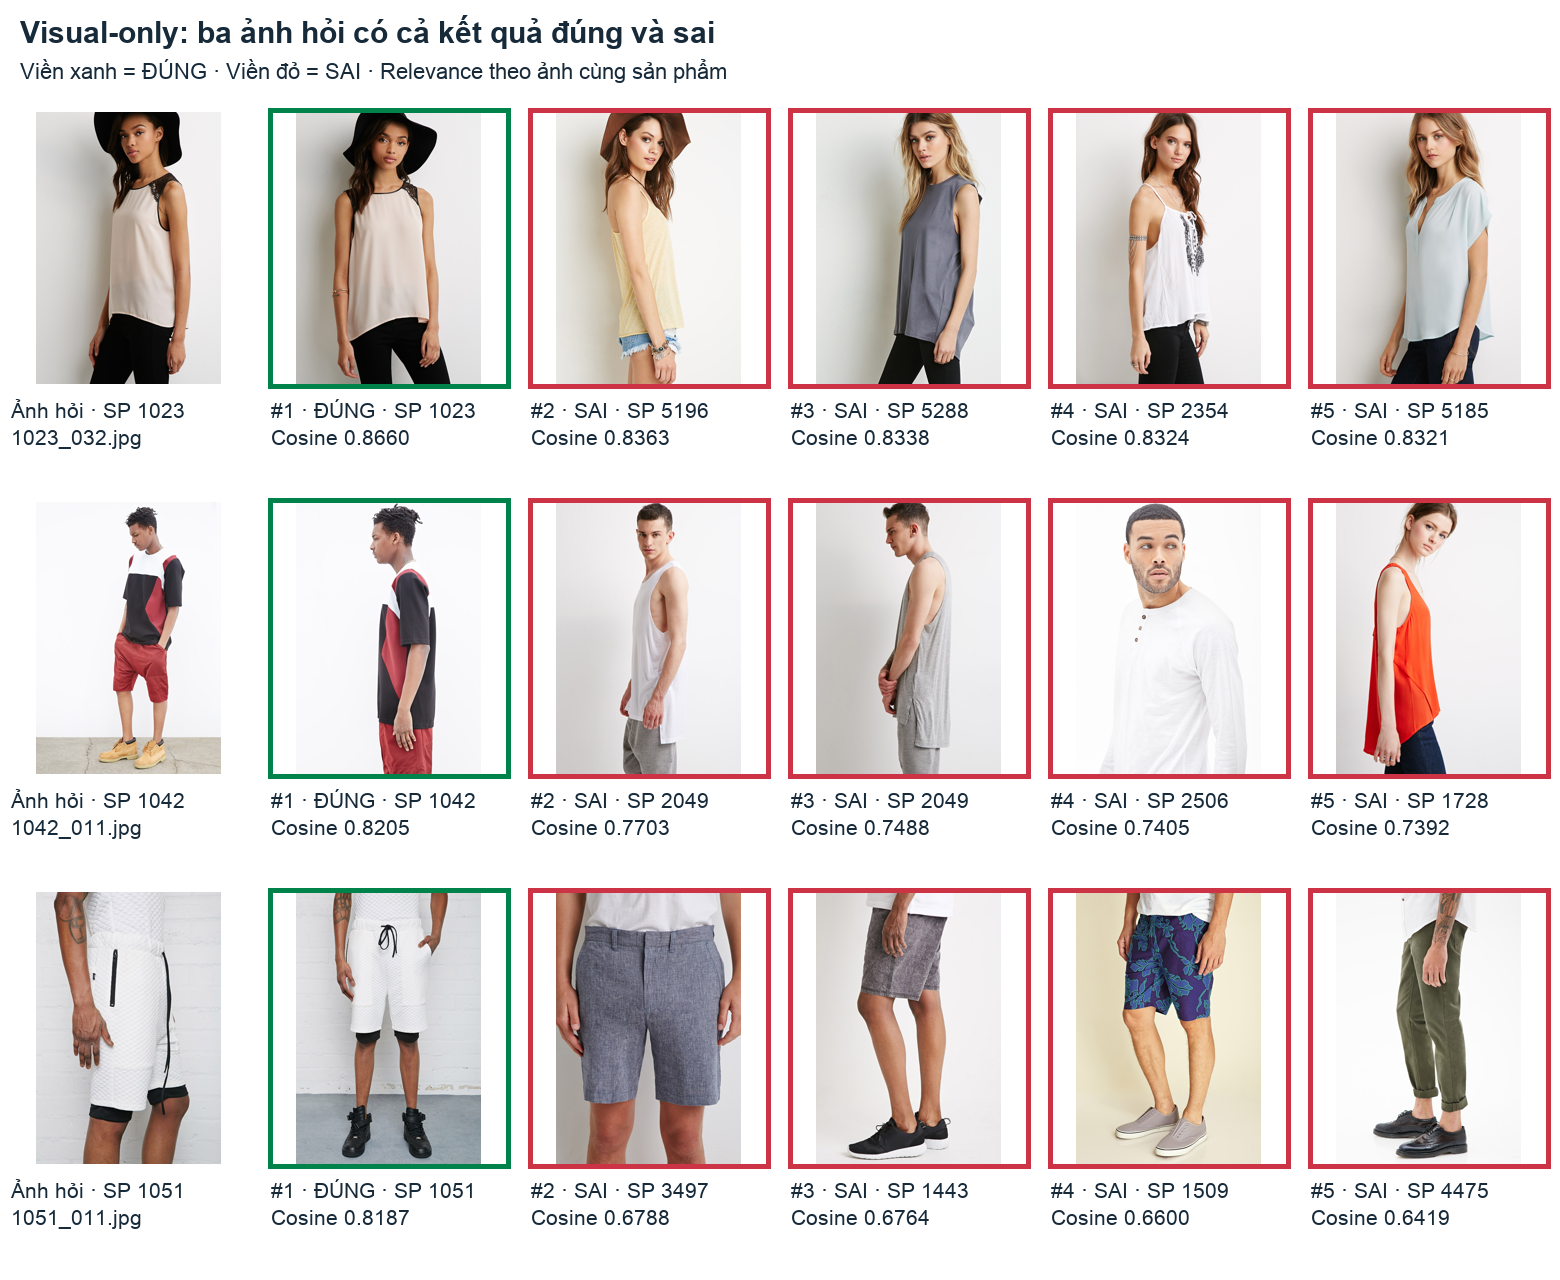 Visual-only: ba ảnh hỏi có cả kết quả đúng và sai
Viền xanh = ĐÚNG · Viền đỏ = SAI · Relevance theo ảnh cùng sản phẩm
Ảnh hỏi · SP 1023
1023_032.jpg
#1 · ĐÚNG · SP 1023
Cosine 0.8660
#2 · SAI · SP 5196
Cosine 0.8363
#3 · SAI · SP 5288
Cosine 0.8338
#4 · SAI · SP 2354
Cosine 0.8324
#5 · SAI · SP 5185
Cosine 0.8321
Ảnh hỏi · SP 1042
1042_011.jpg
#1 · ĐÚNG · SP 1042
Cosine 0.8205
#2 · SAI · SP 2049
Cosine 0.7703
#3 · SAI · SP 2049
Cosine 0.7488
#4 · SAI · SP 2506
Cosine 0.7405
#5 · SAI · SP 1728
Cosine 0.7392
Ảnh hỏi · SP 1051
1051_011.jpg
#1 · ĐÚNG · SP 1051
Cosine 0.8187
#2 · SAI · SP 3497
Cosine 0.6788
#3 · SAI · SP 1443
Cosine 0.6764
#4 · SAI · SP 1509
Cosine 0.6600
#5 · SAI · SP 4475
Cosine 0.6419